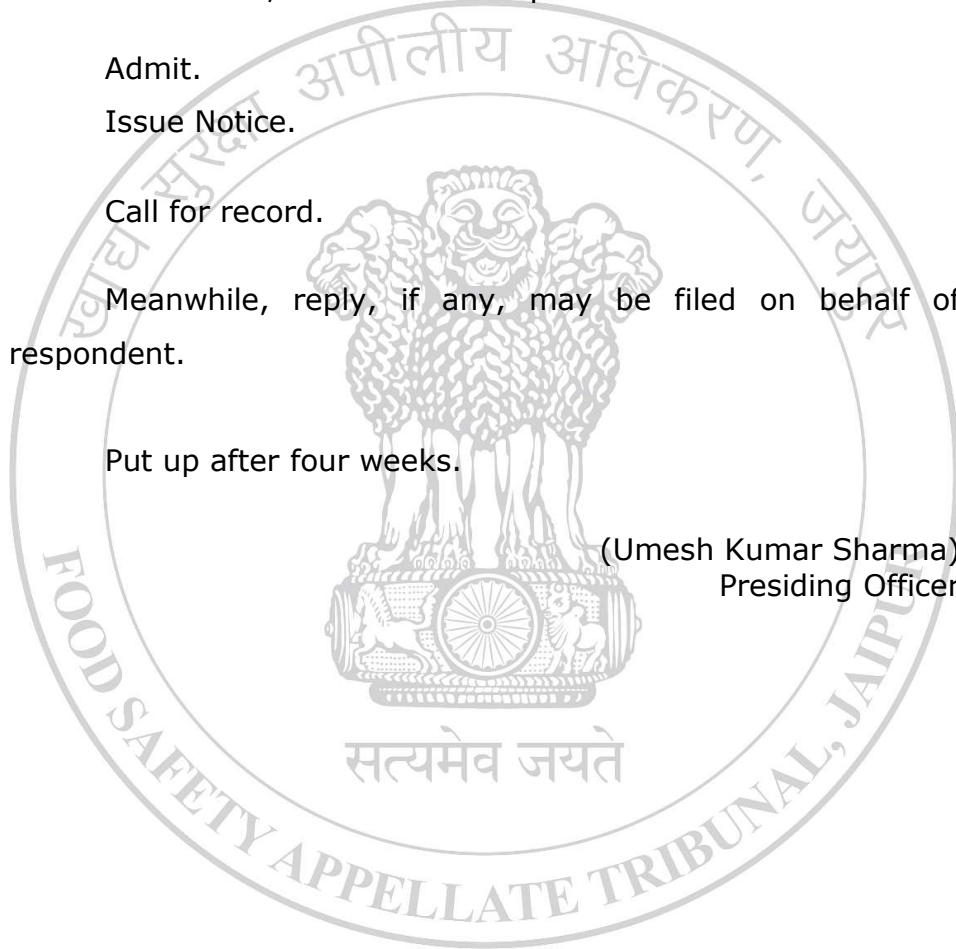 Admit.
Issue Notice.
Call for record.
Meanwhile, reply, if any, may be filed on behalf of
respondent.
Put up after four weeks.
(Umesh Kumar Sharma)
Presiding Officer
खाद्य सुरक्षा अपीलीय अधिकरण, जयपुर
सत्यमेव जयते
FOOD SAFETY APPELLATE TRIBUNAL, JAIPUR